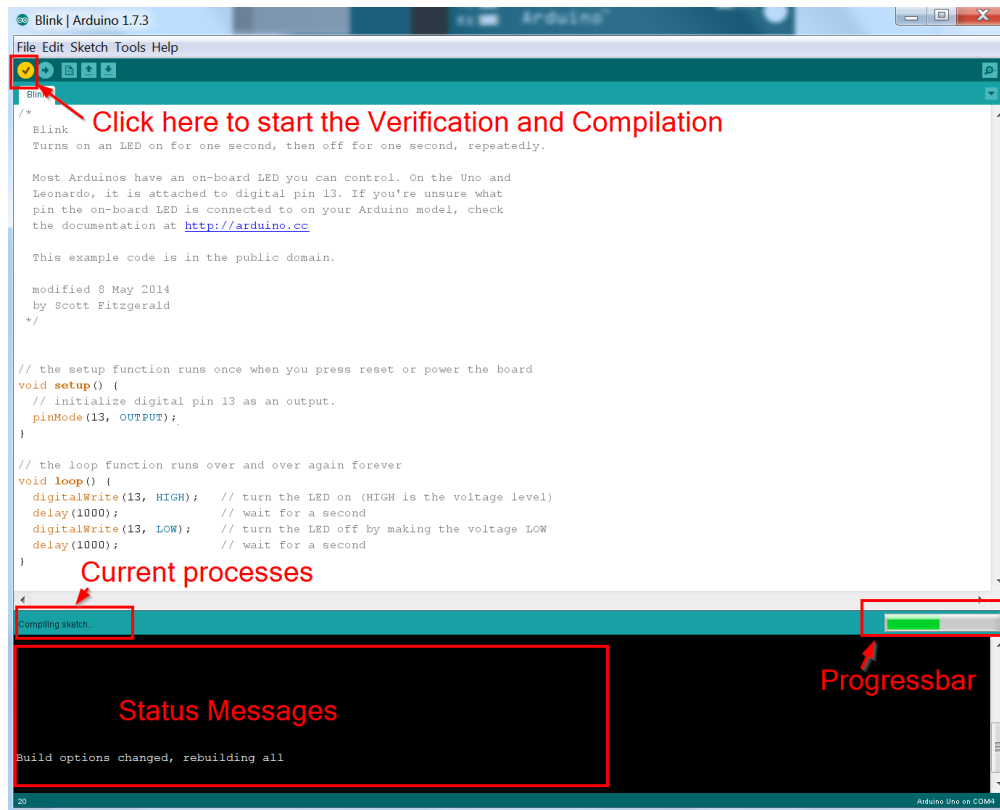 Arduino™
Blink | Arduino 1.7.3
File Edit Sketch Tools Help
Blink
Click here to start the Verification and Compilation
/*
  Blink
  Turns on an LED on for one second, then off for one second, repeatedly.

  Most Arduinos have an on-board LED you can control. On the Uno and
  Leonardo, it is attached to digital pin 13. If you're unsure what
  pin the on-board LED is connected to on your Arduino model, check
  the documentation at http://arduino.cc

  This example code is in the public domain.

  modified 8 May 2014
  by Scott Fitzgerald
 */

// the setup function runs once when you press reset or power the board
void setup() {
  // initialize digital pin 13 as an output.
  pinMode(13, OUTPUT);
}

// the loop function runs over and over again forever
void loop() {
  digitalWrite(13, HIGH);   // turn the LED on (HIGH is the voltage level)
  delay(1000);              // wait for a second
  digitalWrite(13, LOW);    // turn the LED off by making the voltage LOW
  delay(1000);              // wait for a second
}
Current processes
Compiling sketch...
Progressbar
Status Messages
Build options changed, rebuilding all
20
Arduino Uno on COM4